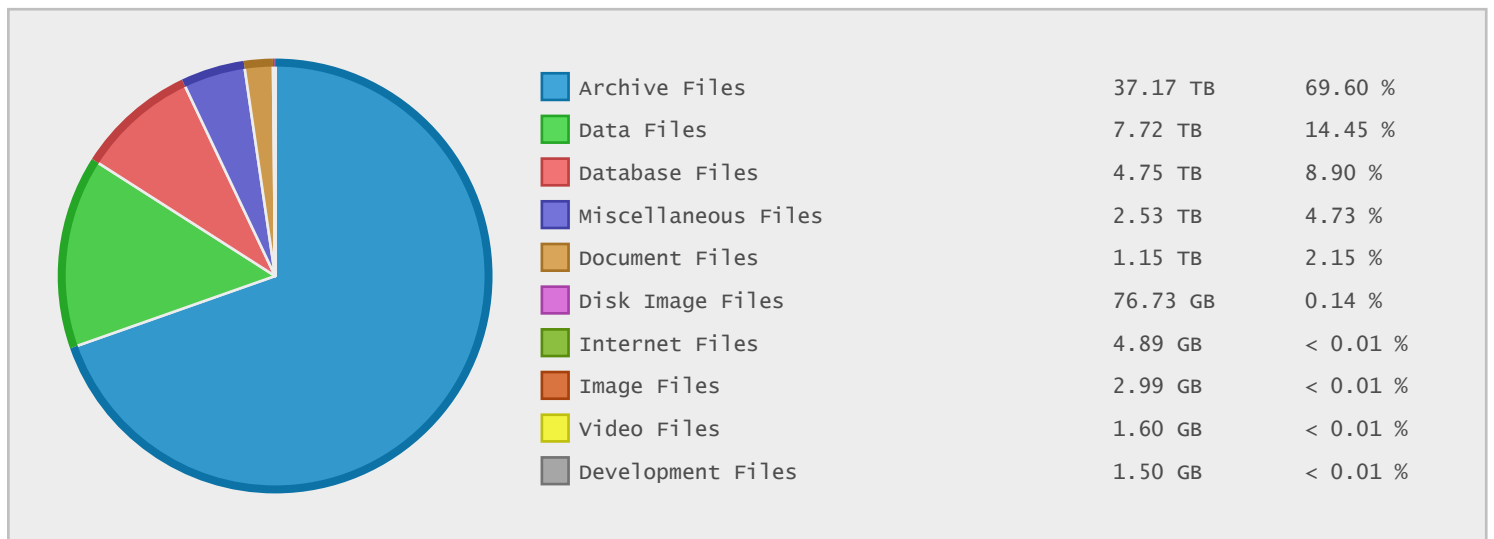 Archive Files 37.17 TB 69.60 %
Data Files 7.72 TB 14.45 %
Database Files 4.75 TB 8.90 %
Miscellaneous Files 2.53 TB 4.73 %
Document Files 1.15 TB 2.15 %
Disk Image Files 76.73 GB 0.14 %
Internet Files 4.89 GB < 0.01 %
Image Files 2.99 GB < 0.01 %
Video Files 1.60 GB < 0.01 %
Development Files 1.50 GB < 0.01 %